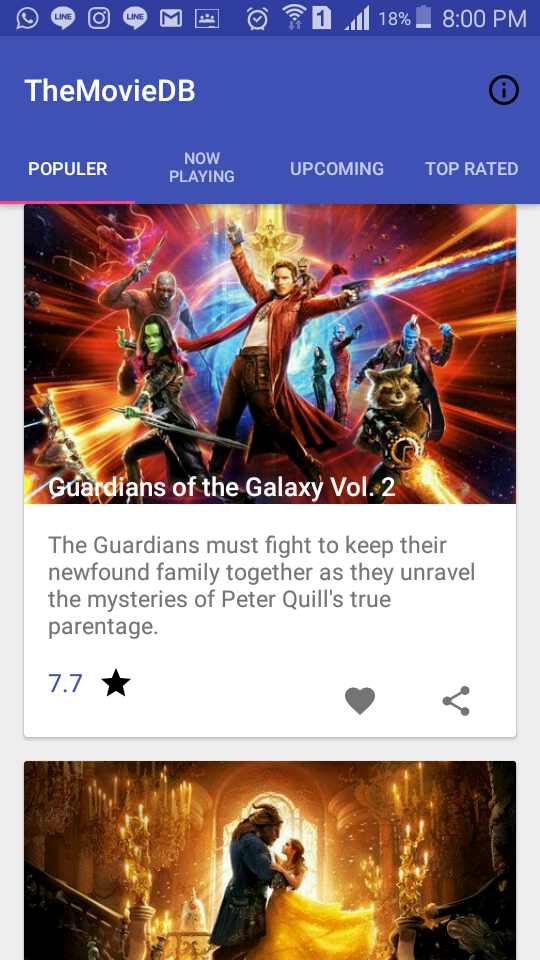 LINE
LINE
1
18%
8:00 PM
TheMovieDB
POPULER
NOW
PLAYING
UPCOMING
TOP RATED
Guardians of the Galaxy Vol. 2
The Guardians must fight to keep their
newfound family together as they unravel
the mysteries of Peter Quill's true
parentage.
7.7